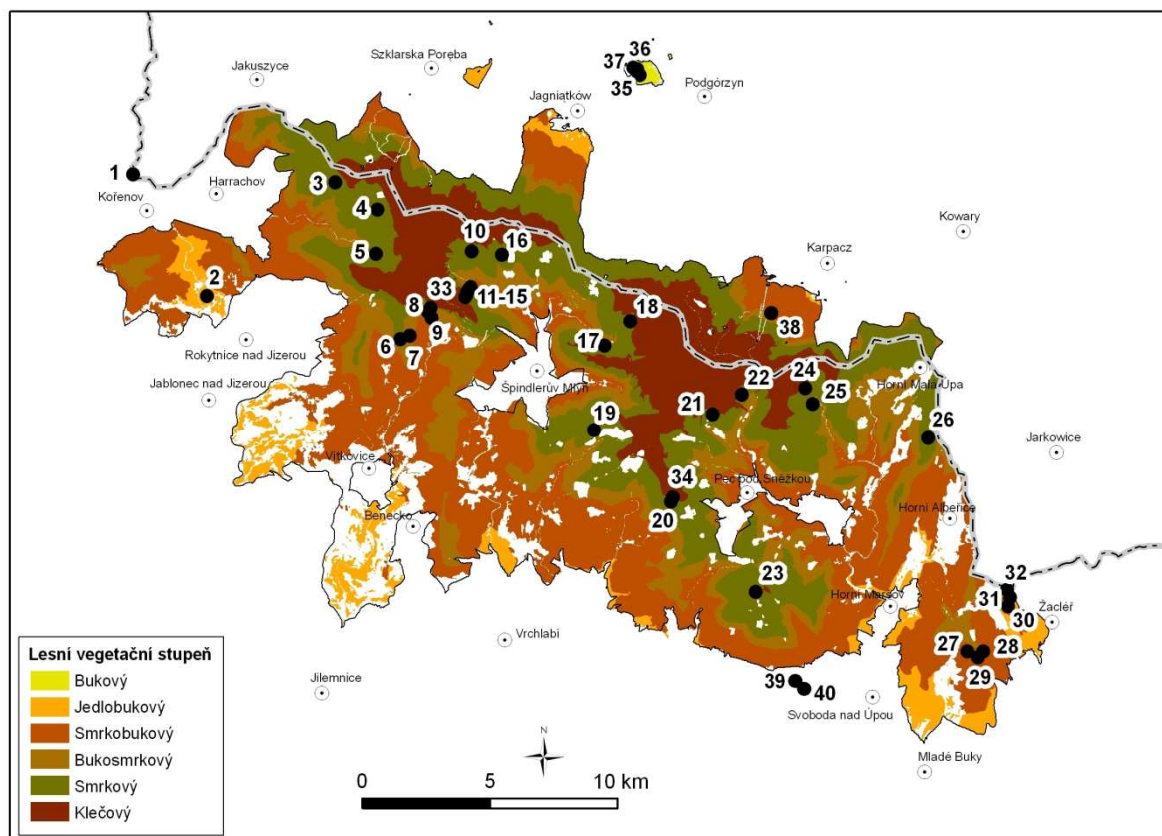 Szklarska Poręba
Jakuszyce
37
36
35
Podgórzyn
Jagniątków
1
Kořenov
Harrachov
3
4
5
10
16
Kowary
Karpacz
2
8
33
11-15
18
38
6
7
9
17
Rokytnice nad Jizerou
Jablonec nad Jizerou
Špindlerův Mlýn
22
24
25
Horní Malá Úpa
21
26
19
Jarkowice
Vítkovice
34
20
Pec pod Sněžkou
Benecko
Horní Albeřice
23
32
31
30
Horní Maršov
Žacléř
Vrchlabí
27
28
29
39
40
Jilemnice
Svoboda nad Úpou
Mladé Buky
Lesní vegetační stupeň
Bukový
Jedlobukový
Smrkobukový
Bukosmrkový
Smrkový
Klečový
N
0
5
10 km